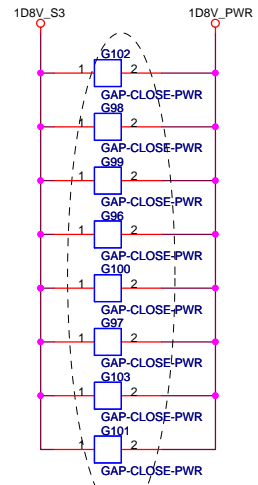 1D8V_S3 1D8V_PWR
G102
1 2
GAP-CLOSE-PWR
G98
1 2
GAP-CLOSE-PWR
G99
1 2
GAP-CLOSE-PWR
G96
1 2
GAP-CLOSE-PWR
G100
1 2
GAP-CLOSE-PWR
G97
1 2
GAP-CLOSE-PWR
G103
1 2
GAP-CLOSE-PWR
G101
1 2
GAP-CLOSE-PWR